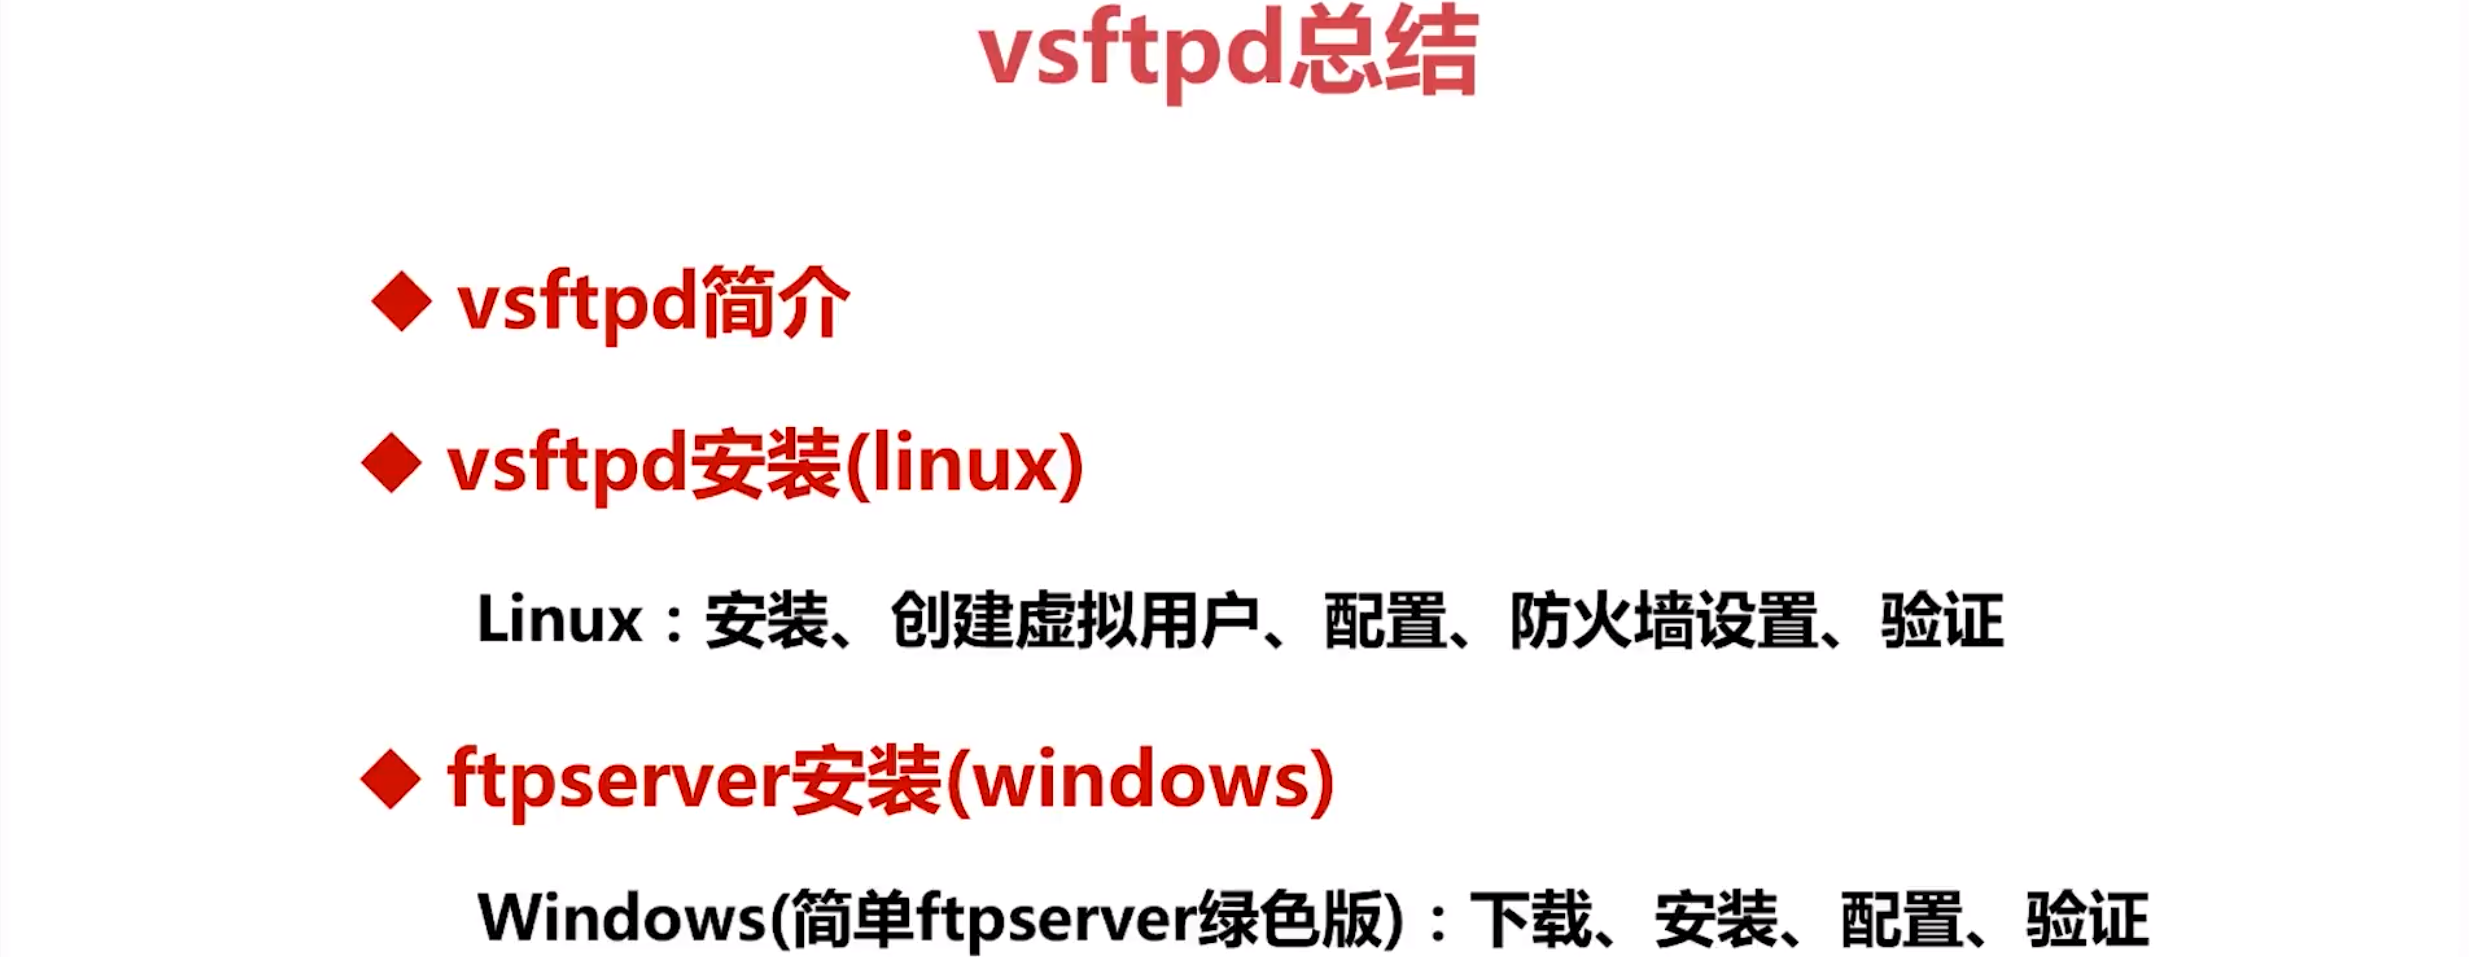 vsftpd总结
◆ vsftpd简介
◆ vsftpd安装(linux)
Linux：安装、创建虚拟用户、配置、防火墙设置、验证
◆ ftpserver安装(windows)
Windows(简单ftpserver绿色版)：下载、安装、配置、验证